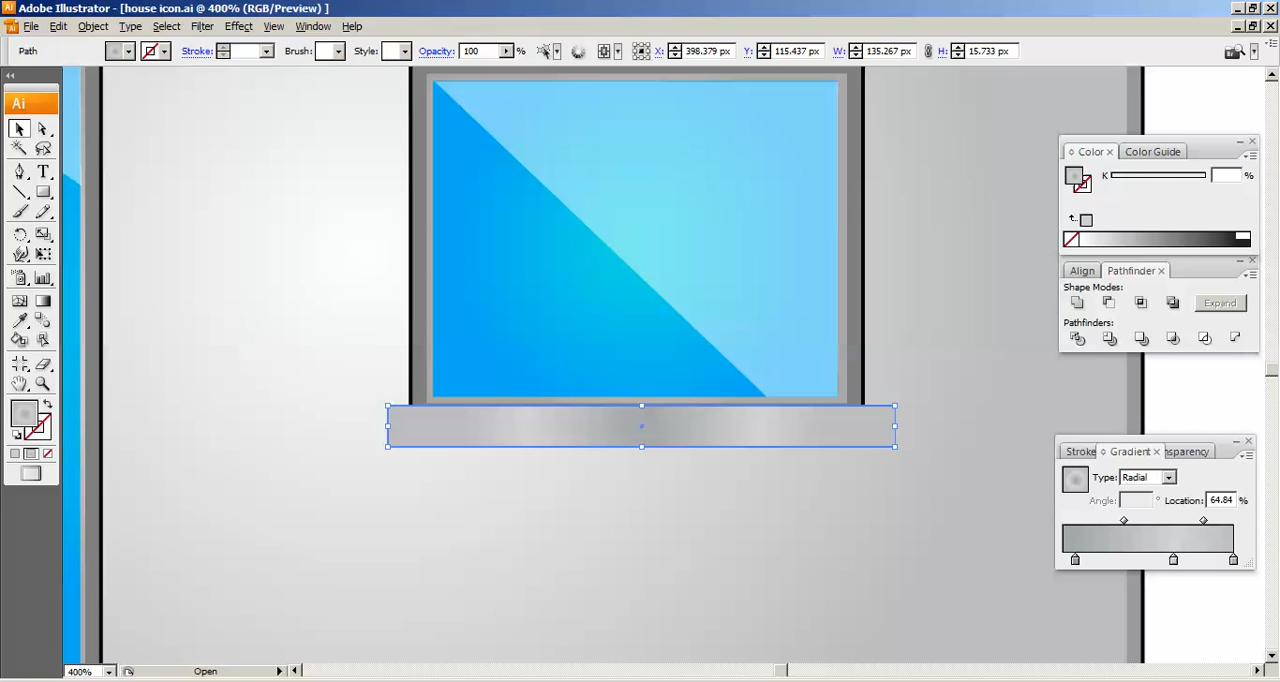 Adobe Illustrator - [house icon.ai @ 400% (RGB/Preview) ]
File Edit Object Type Select Filter Effect View Window Help
Path Stroke: Brush: Style: Opacity: 100 % X: 398.379 px Y: 115.437 px W: 135.267 px H: 15.733 px
Ai
Color Color Guide
K %
Align Pathfinder
Shape Modes:
Expand
Pathfinders:
Stroke Gradient nsparency
Type: Radial
Angle: ° Location: 64.84 %
400% Open